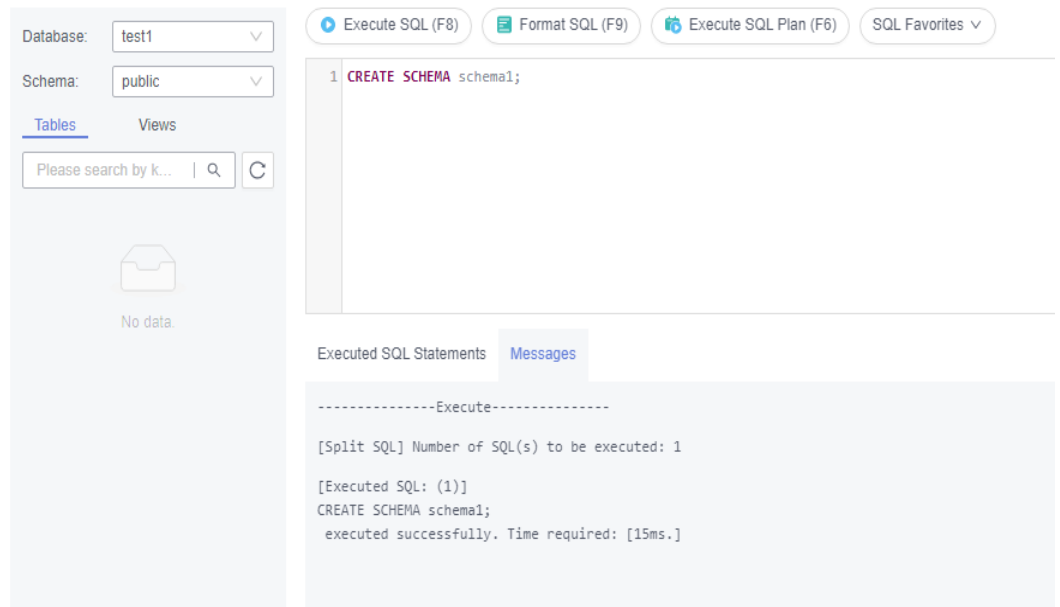 Database: test1
Schema: public
Tables Views
Please search by k...
No data.
Execute SQL (F8) Format SQL (F9) Execute SQL Plan (F6) SQL Favorites
1 CREATE SCHEMA schema1;
Executed SQL Statements Messages
---------------Execute---------------
[Split SQL] Number of SQL(s) to be executed: 1
[Executed SQL: (1)]
CREATE SCHEMA schema1;
executed successfully. Time required: [15ms.]